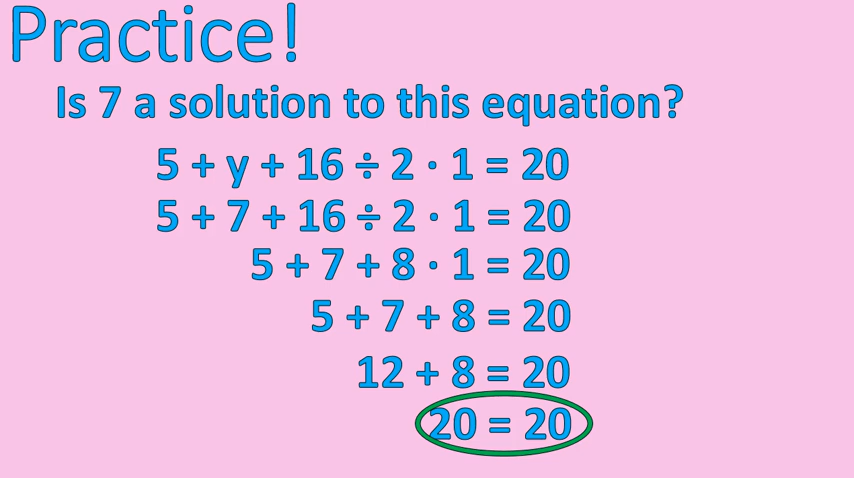 Practice!
Is 7 a solution to this equation?
5 + y + 16 ÷ 2 · 1 = 20
5 + 7 + 16 ÷ 2 · 1 = 20
5 + 7 + 8 · 1 = 20
5 + 7 + 8 = 20
12 + 8 = 20
20 = 20